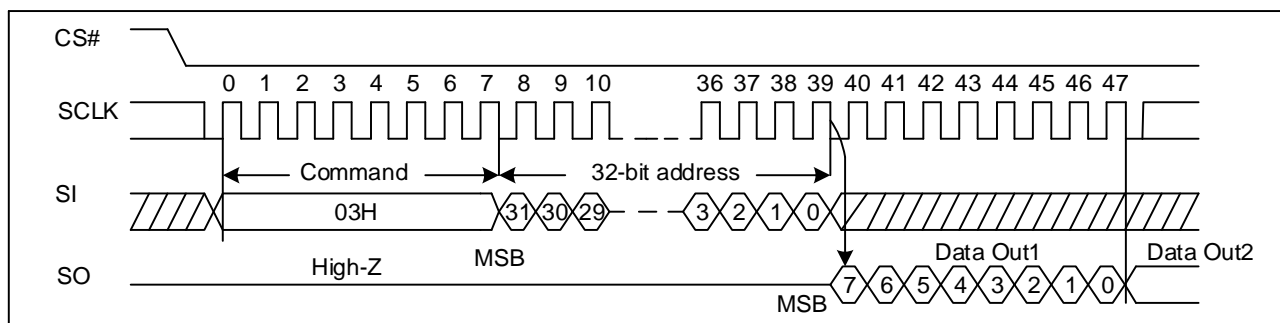 CS#
0 1 2 3 4 5 6 7 8 9 10 36 37 38 39 40 41 42 43 44 45 46 47
SCLK
Command 32-bit address
SI
03H 31 30 29 3 2 1 0
High-Z MSB Data Out1 Data Out2
SO
MSB 7 6 5 4 3 2 1 0